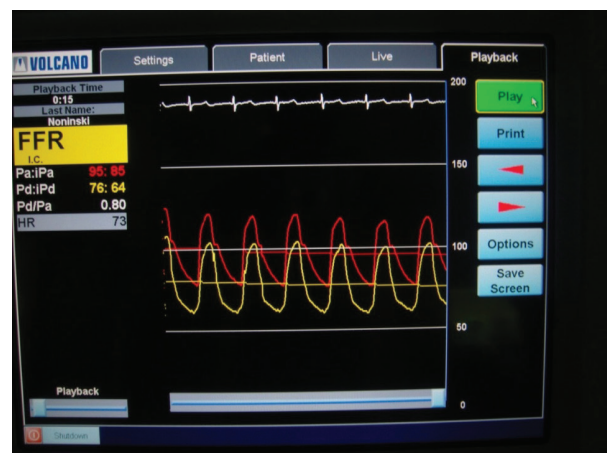 VOLCANO
Settings
Patient
Live
Playback
Playback Time
0:15
Last Name:
Noninski
FFR
I.C.
Pa:iPa 95: 85
Pd:iPd 76: 64
Pd/Pa 0.80
HR 73
200
150
100
50
0
Play
Print
Options
Save
Screen
Playback
Shutdown